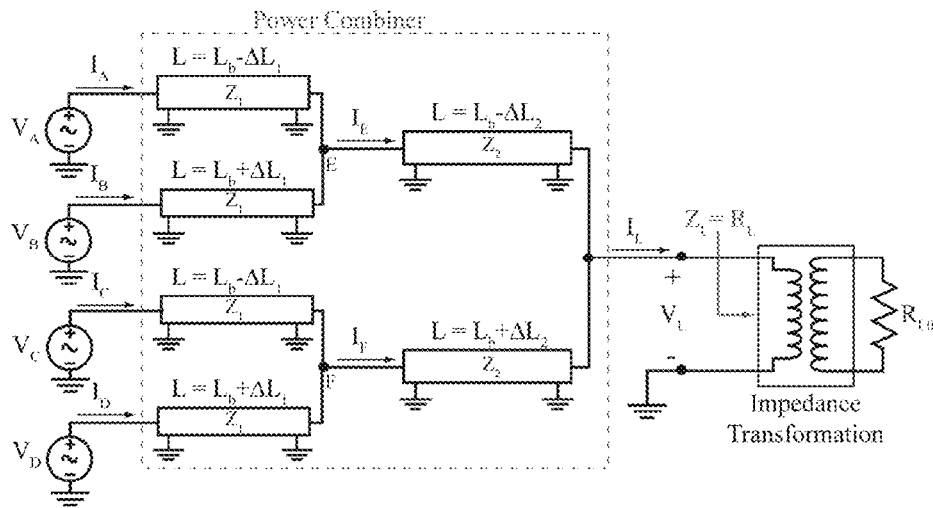 Power Combiner
L = L_b-ΔL_1
I_A
Z_1
V_A
I_B
L = L_b+ΔL_1
Z_1
V_B
E
I_E
L = L_b-ΔL_2
Z_2
I_C
L = L_b-ΔL_1
Z_1
V_C
I_D
L = L_b+ΔL_1
Z_1
V_D
F
I_F
L = L_b+ΔL_2
Z_2
I_L
Z_L = R_L
+
V_L
-
R_L0
Impedance
Transformation